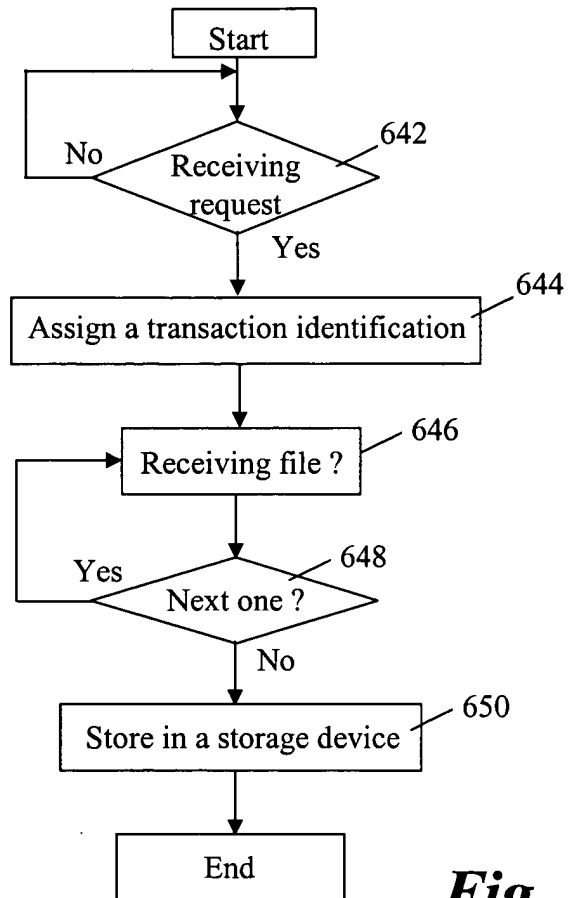 Start
642
No
Receiving
request
Yes
644
Assign a transaction identification
646
Receiving file ?
Yes
648
Next one ?
No
650
Store in a storage device
End
Fig